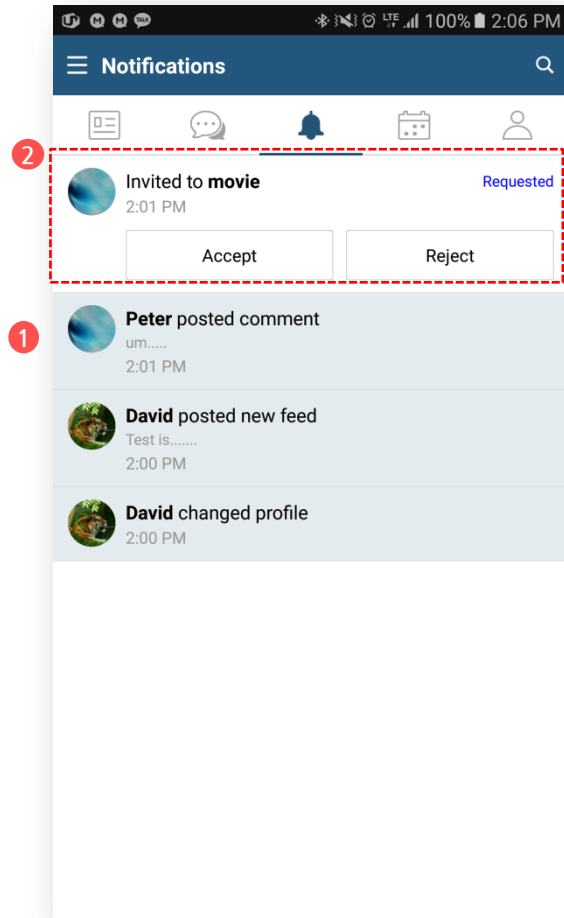 TALK LTE 100% 2:06 PM
Notifications
2
Invited to movie Requested
2:01 PM
Accept Reject
1
Peter posted comment
um.....
2:01 PM
David posted new feed
Test is.......
2:00 PM
David changed profile
2:00 PM